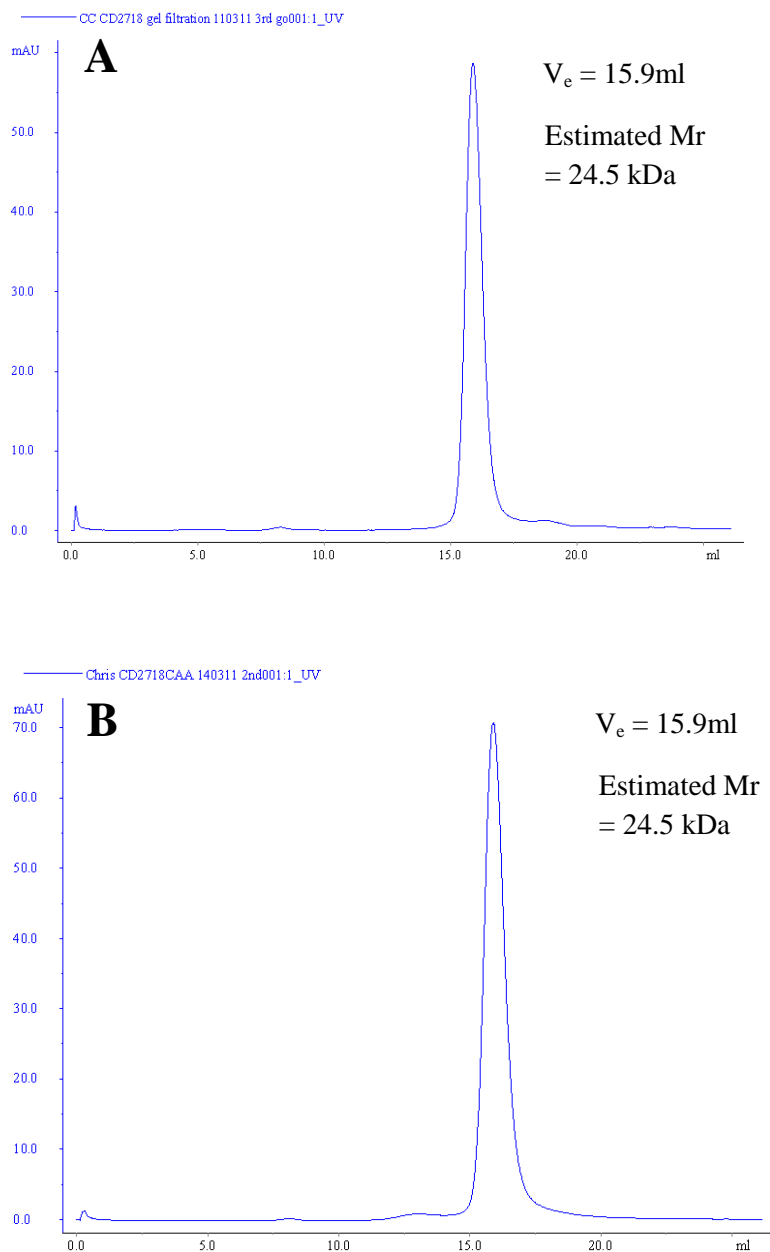 CC CD2718 gel filtration 110311 3rd go001:1_UV
mAU
A
Vₑ = 15.9ml
Estimated Mr
= 24.5 kDa
50.0
40.0
30.0
20.0
10.0
0.0
0.0 5.0 10.0 15.0 20.0 ml
Chris CD2718CAA 140311 2nd001:1_UV
mAU
B
Vₑ = 15.9ml
Estimated Mr
= 24.5 kDa
70.0
60.0
50.0
40.0
30.0
20.0
10.0
0.0
0.0 5.0 10.0 15.0 20.0 ml